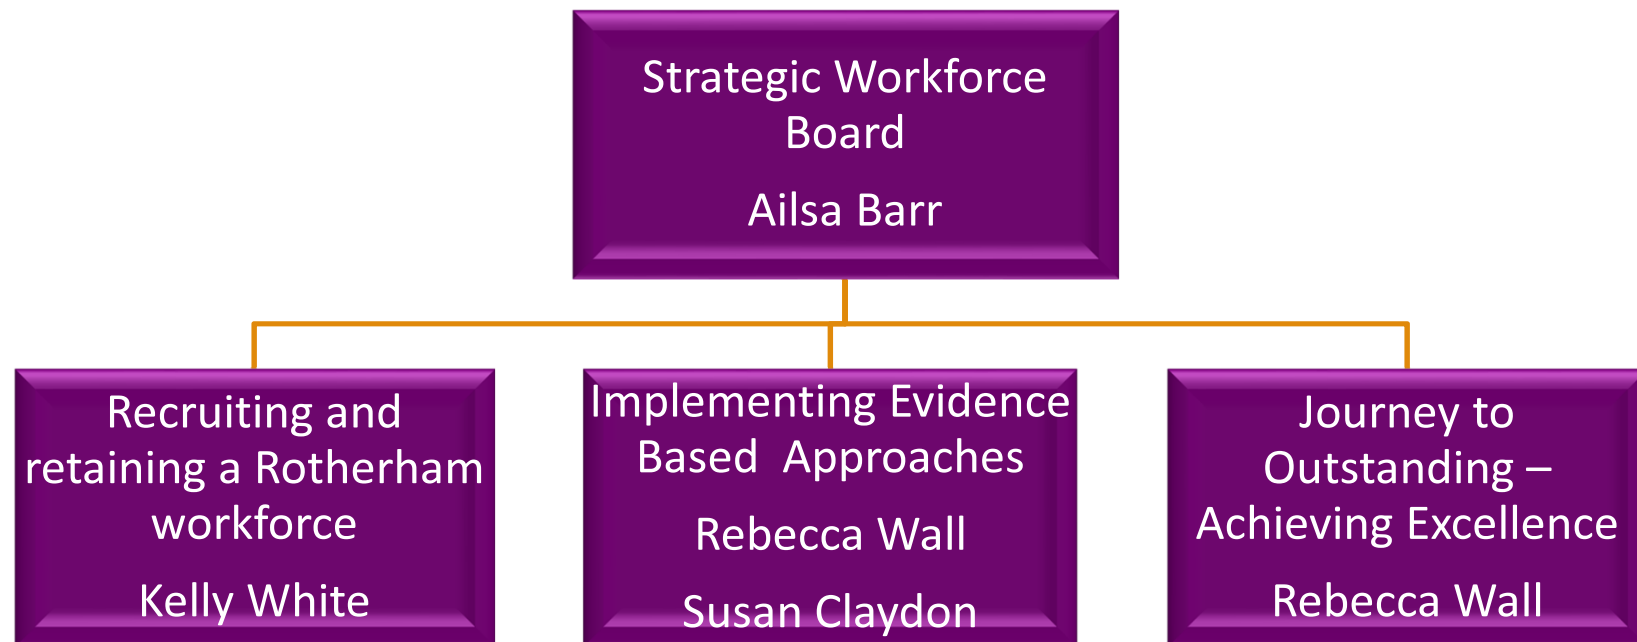 Strategic Workforce
Board
Ailsa Barr
Recruiting and
retaining a Rotherham
workforce
Kelly White
Implementing Evidence
Based  Approaches
Rebecca Wall
Susan Claydon
Journey to
Outstanding –
Achieving Excellence
Rebecca Wall